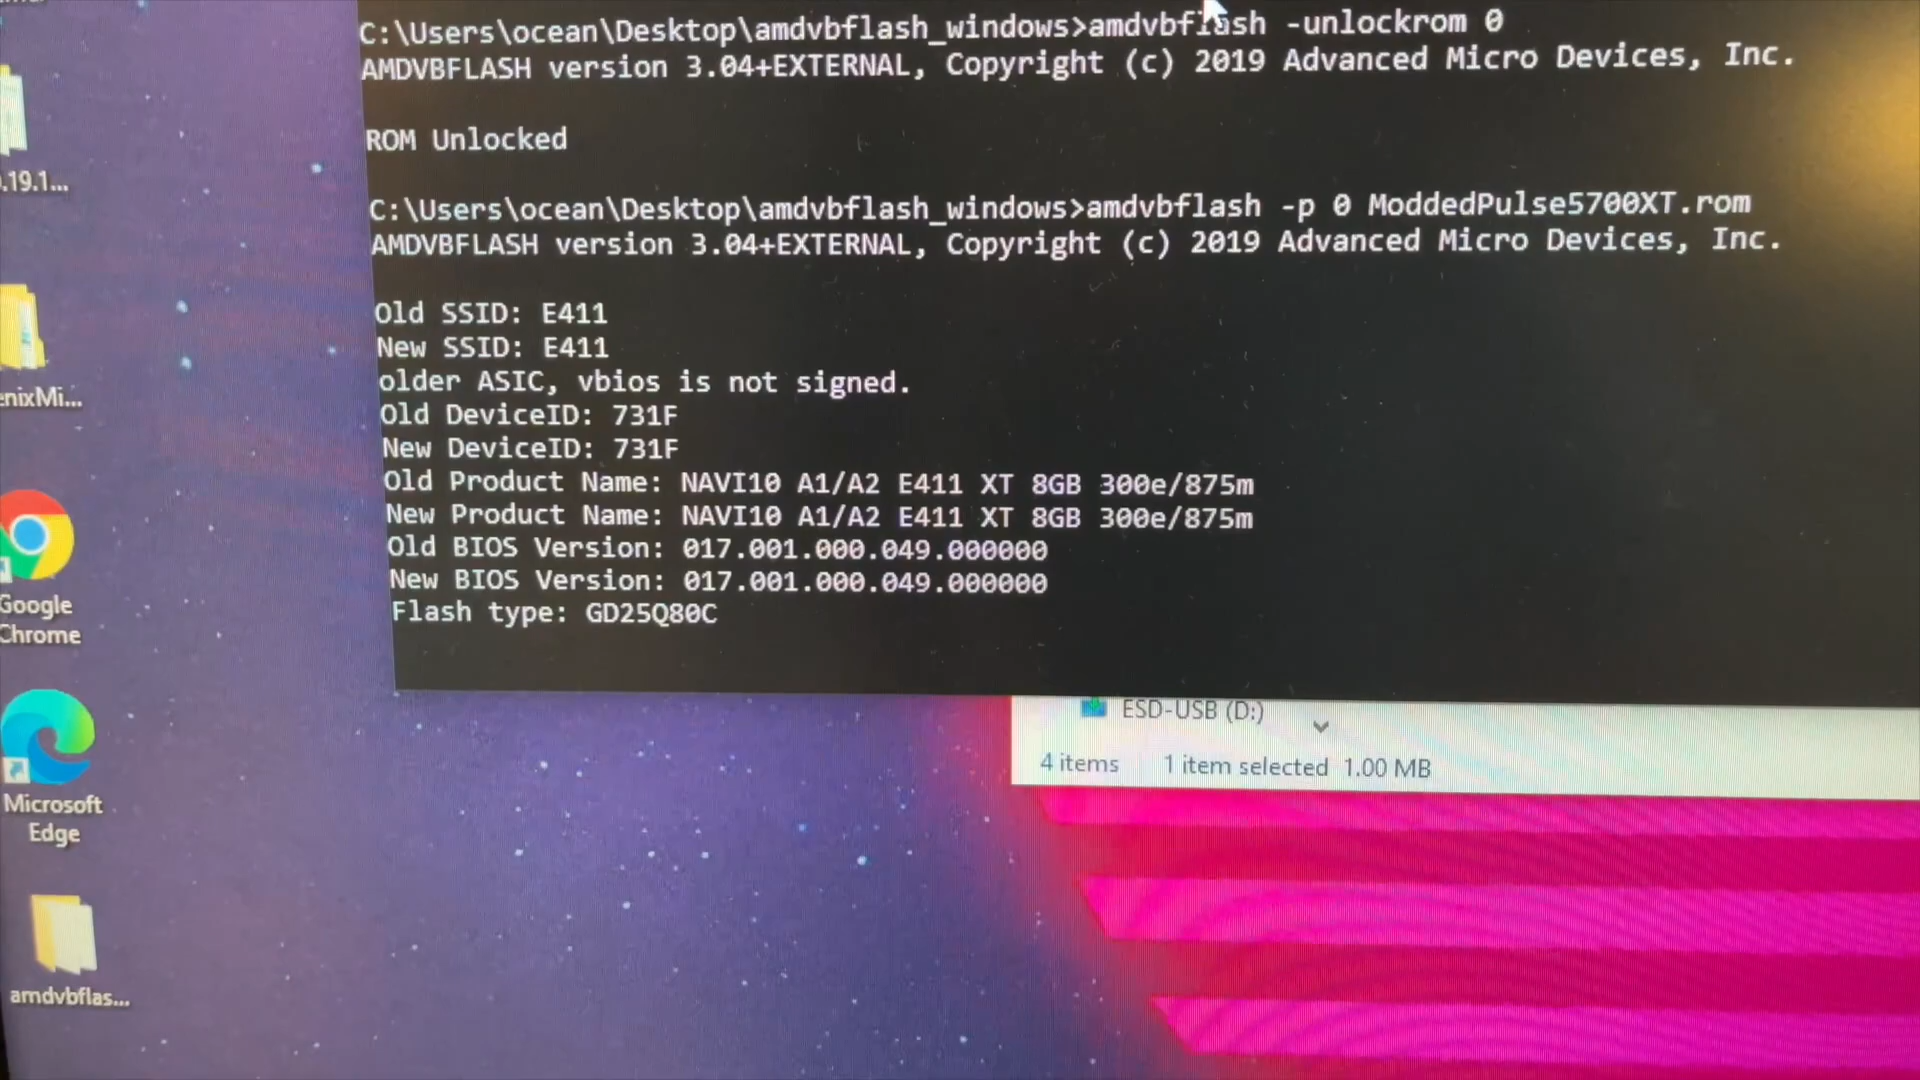 C:\Users\ocean\Desktop\amdvbflash_windows>amdvbflash -unlockrom 0
AMDVBFLASH version 3.04+EXTERNAL, Copyright (c) 2019 Advanced Micro Devices, Inc.
ROM Unlocked
C:\Users\ocean\Desktop\amdvbflash_windows>amdvbflash -p 0 ModdedPulse5700XT.rom
AMDVBFLASH version 3.04+EXTERNAL, Copyright (c) 2019 Advanced Micro Devices, Inc.
Old SSID: E411
New SSID: E411
older ASIC, vbios is not signed.
Old DeviceID: 731F
New DeviceID: 731F
Old Product Name: NAVI10 A1/A2 E411 XT 8GB 300e/875m
New Product Name: NAVI10 A1/A2 E411 XT 8GB 300e/875m
Old BIOS Version: 017.001.000.049.000000
New BIOS Version: 017.001.000.049.000000
Flash type: GD25Q80C
ESD-USB (D:)
4 items 1 item selected 1.00 MB
.19.1...
enixMi...
Google
Chrome
Microsoft
Edge
amdvbflas...